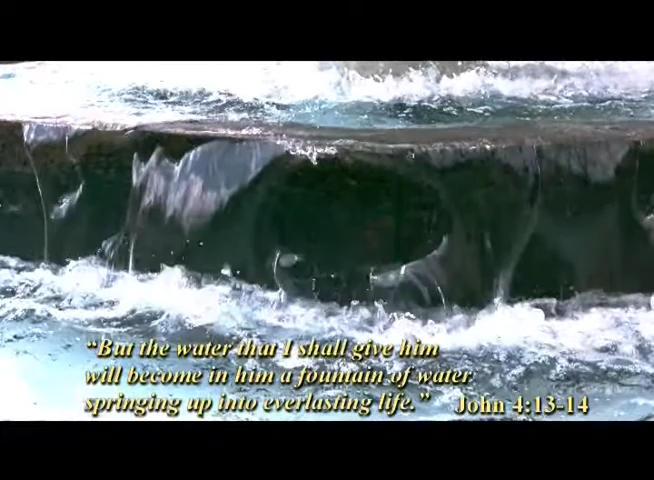 “But the water that I shall give him
will become in him a fountain of water
springing up into everlasting life.” John 4:13-14